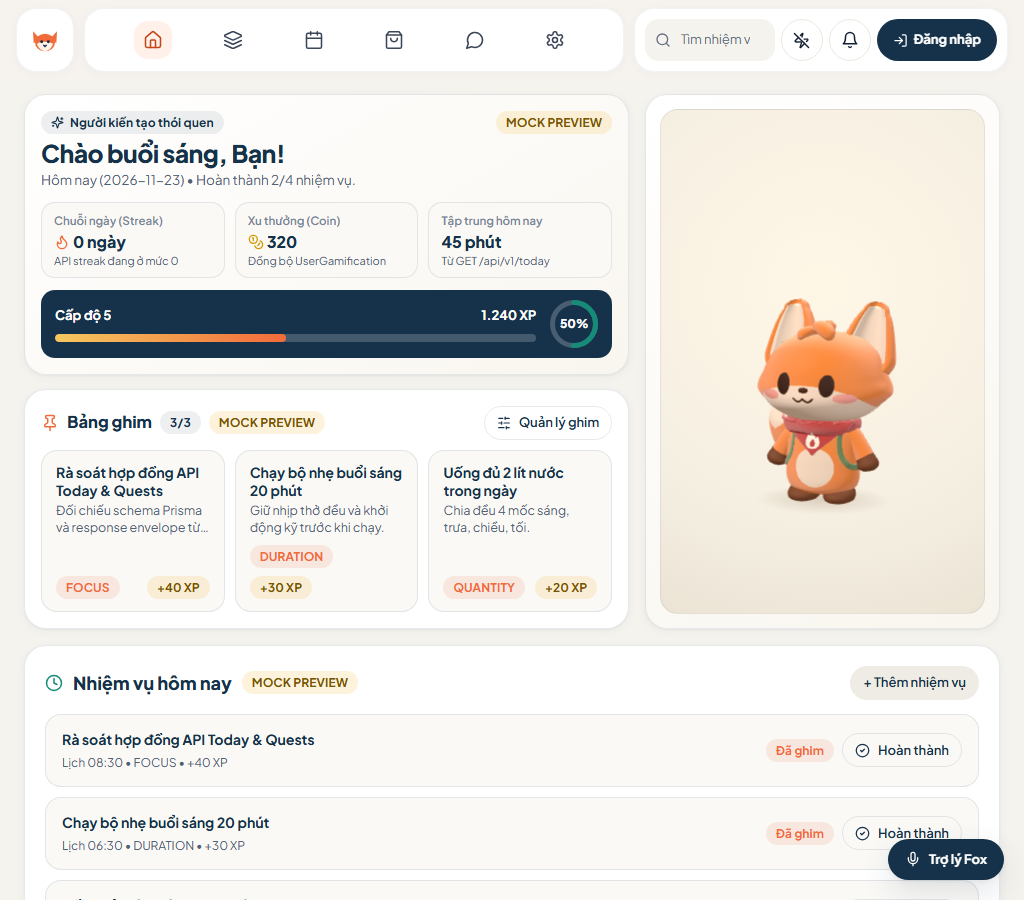 Tìm nhiệm v
Đăng nhập
Người kiến tạo thói quen
MOCK PREVIEW
Chào buổi sáng, Bạn!
Hôm nay (2026-11-23) • Hoàn thành 2/4 nhiệm vụ.
Chuỗi ngày (Streak)
0 ngày
API streak đang ở mức 0
Xu thưởng (Coin)
320
Đồng bộ UserGamification
Tập trung hôm nay
45 phút
Từ GET /api/v1/today
Cấp độ 5
1.240 XP
50%
Bảng ghim
3/3
MOCK PREVIEW
Quản lý ghim
Rà soát hợp đồng API
Today & Quests
Đối chiếu schema Prisma
và response envelope từ...
FOCUS
+40 XP
Chạy bộ nhẹ buổi sáng
20 phút
Giữ nhịp thở đều và khởi
động kỹ trước khi chạy.
DURATION
+30 XP
Uống đủ 2 lít nước
trong ngày
Chia đều 4 mốc sáng,
trưa, chiều, tối.
QUANTITY
+20 XP
Nhiệm vụ hôm nay
MOCK PREVIEW
+ Thêm nhiệm vụ
Rà soát hợp đồng API Today & Quests
Lịch 08:30 • FOCUS • +40 XP
Đã ghim
Hoàn thành
Chạy bộ nhẹ buổi sáng 20 phút
Lịch 06:30 • DURATION • +30 XP
Đã ghim
Hoàn thành
Trợ lý Fox